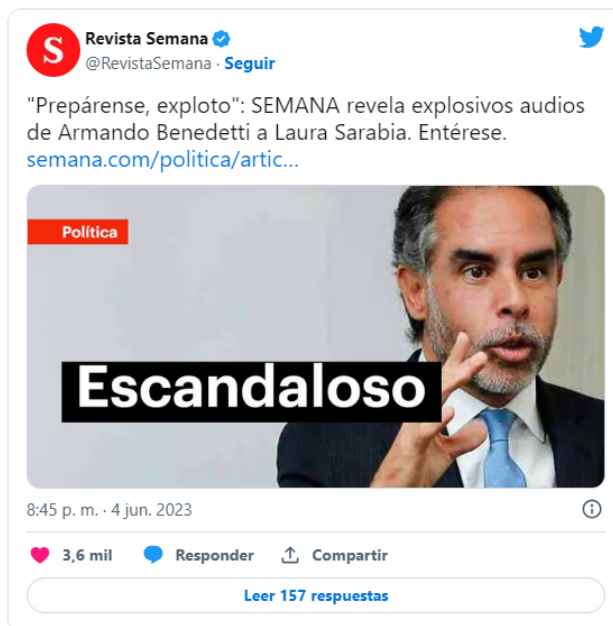 S
Revista Semana
@RevistaSemana · Seguir
"Prepárense, exploto": SEMANA revela explosivos audios
de Armando Benedetti a Laura Sarabia. Entérese.
semana.com/politica/artic...
Política
Escandaloso
8:45 p. m. · 4 jun. 2023
3,6 mil Responder Compartir
Leer 157 respuestas